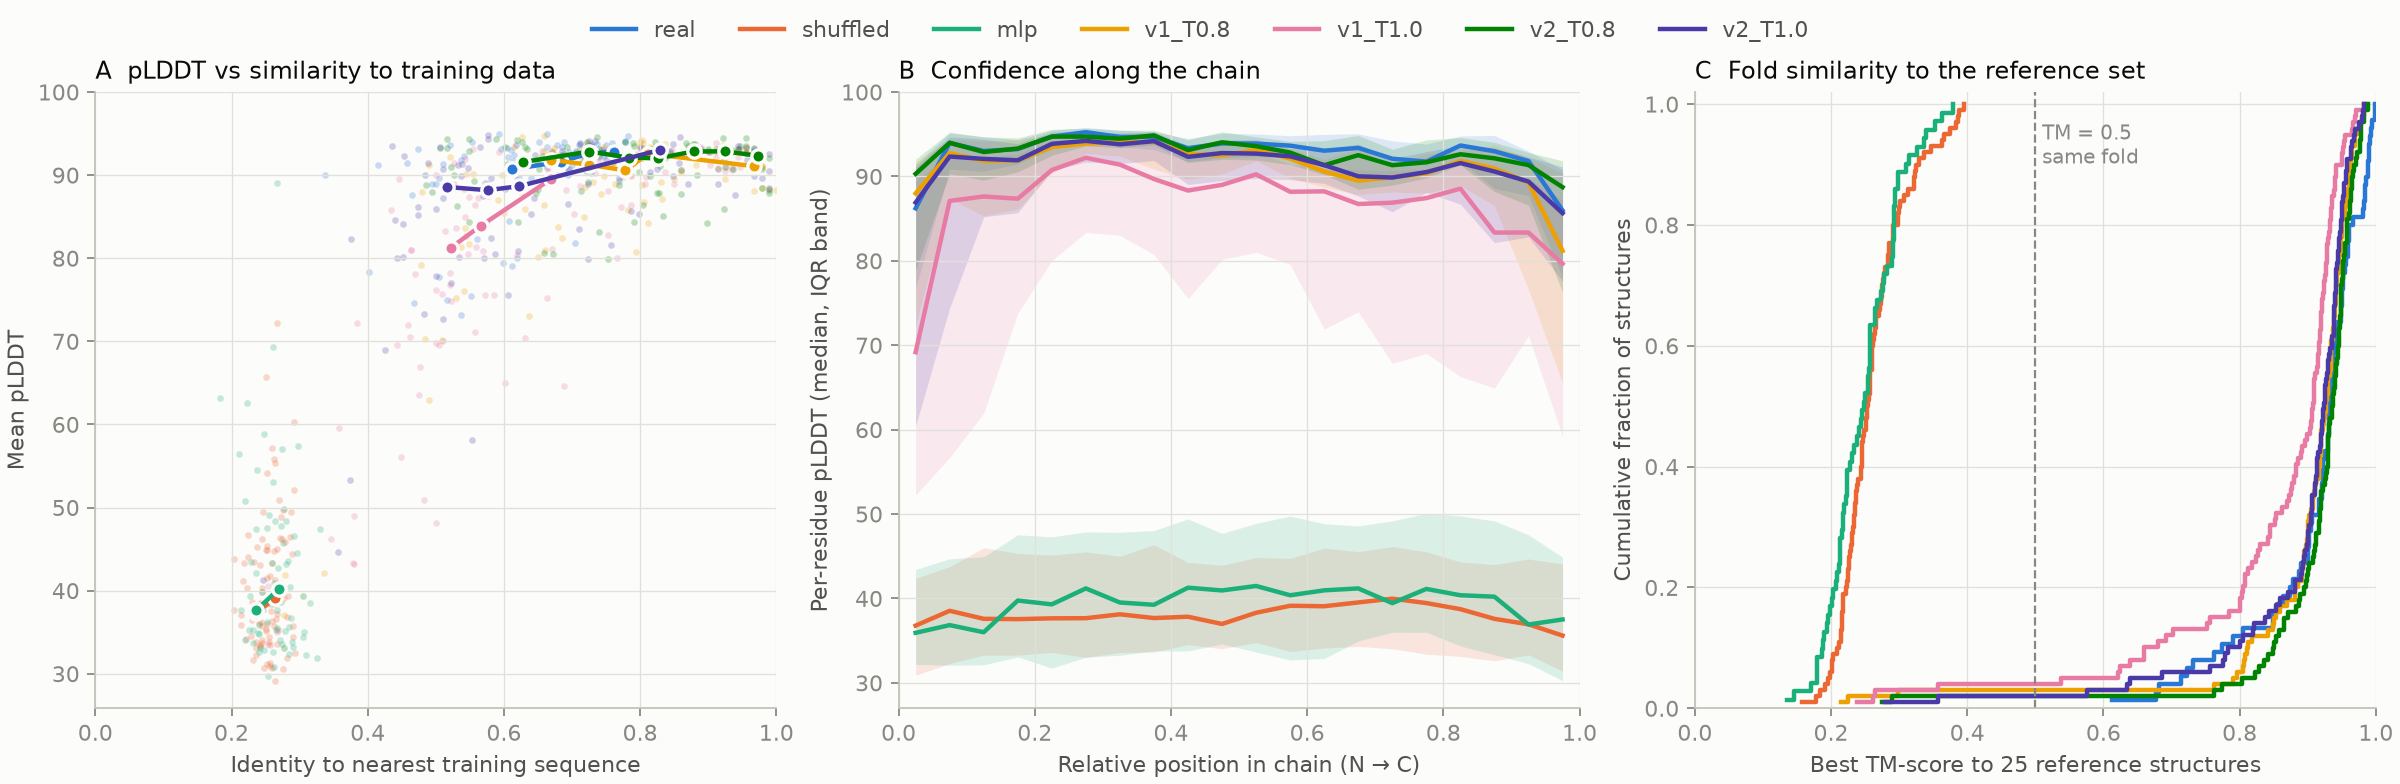 real shuffled mlp v1_T0.8 v1_T1.0 v2_T0.8 v2_T1.0
A pLDDT vs similarity to training data
Mean pLDDT
100
90
80
70
60
50
40
30
0.0 0.2 0.4 0.6 0.8 1.0
Identity to nearest training sequence
B Confidence along the chain
Per-residue pLDDT (median, IQR band)
100
90
80
70
60
50
40
30
0.0 0.2 0.4 0.6 0.8 1.0
Relative position in chain (N → C)
C Fold similarity to the reference set
Cumulative fraction of structures
1.0
0.8
0.6
0.4
0.2
0.0
TM = 0.5
same fold
0.0 0.2 0.4 0.6 0.8 1.0
Best TM-score to 25 reference structures